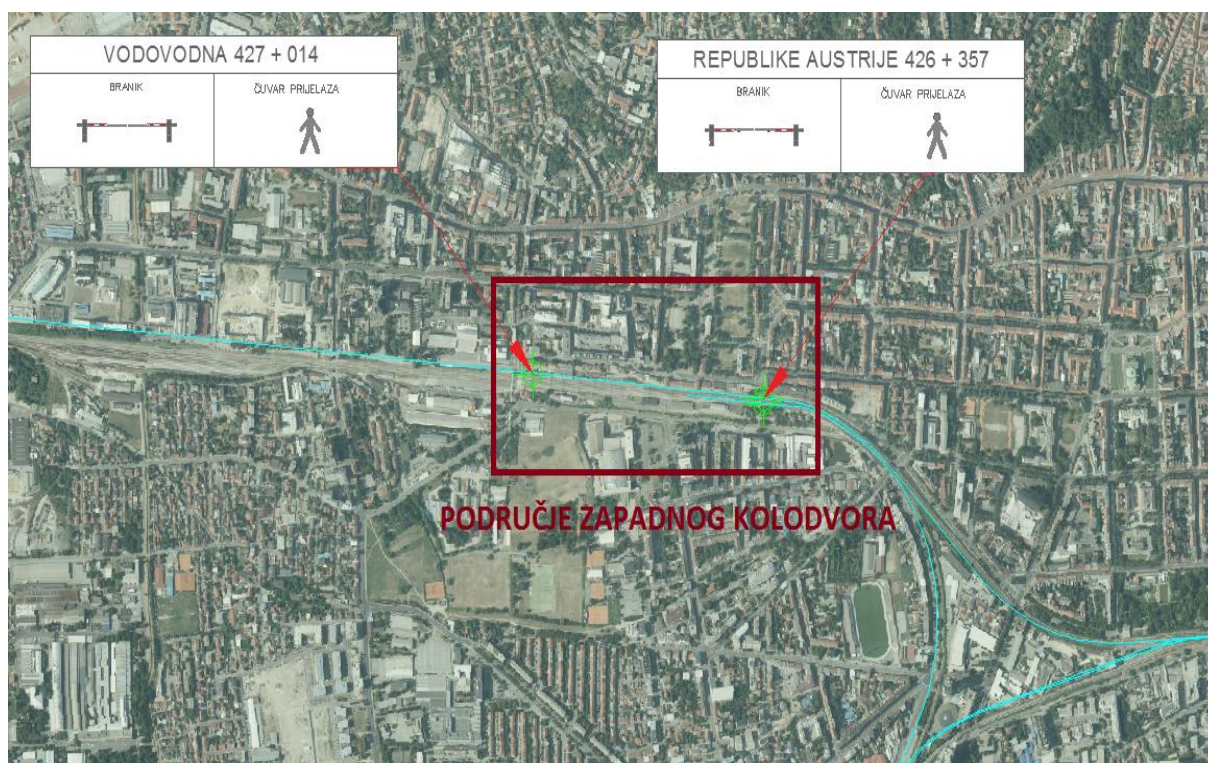 VODOVODNA 427 + 014
BRANIK
ČUVAR PRIJELAZA
REPUBLIKE AUSTRIJE 426 + 357
BRANIK
ČUVAR PRIJELAZA
PODRUČJE ZAPADNOG KOLODVORA